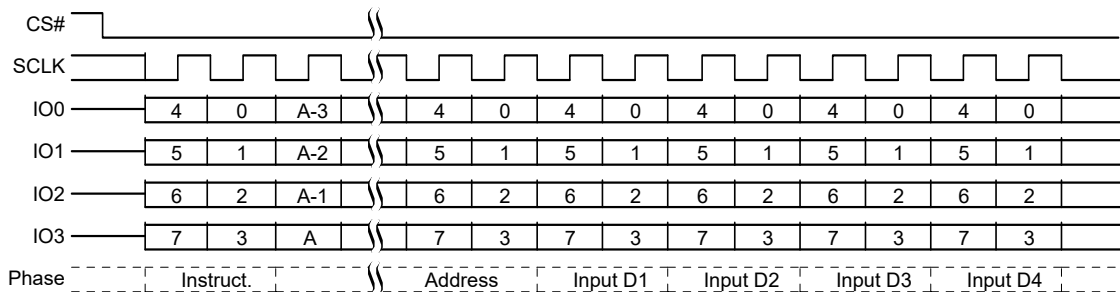 CS#
SCLK
IO0 4 0 A-3 4 0 4 0 4 0 4 0 4 0
IO1 5 1 A-2 5 1 5 1 5 1 5 1 5 1
IO2 6 2 A-1 6 2 6 2 6 2 6 2 6 2
IO3 7 3 A 7 3 7 3 7 3 7 3 7 3
Phase Instruct. Address Input D1 Input D2 Input D3 Input D4